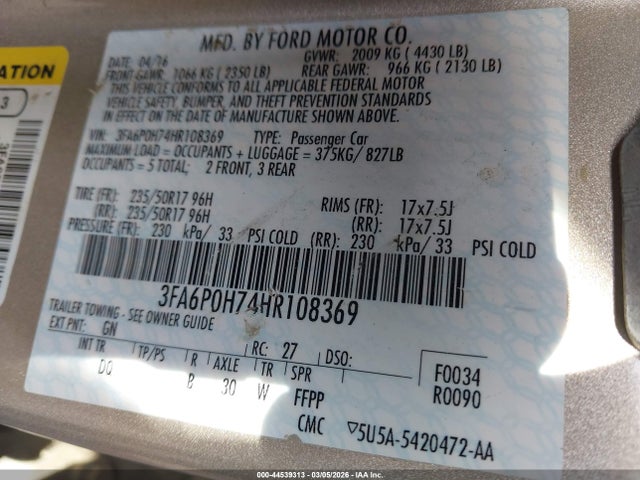 MFD. BY FORD MOTOR CO.
DATE: 04/16 GVWR: 2009 KG ( 4430 LB)
FRONT GAWR: 1066 KG ( 2350 LB) REAR GAWR: 966 KG ( 2130 LB)
THIS VEHICLE CONFORMS TO ALL APPLICABLE FEDERAL MOTOR
VEHICLE SAFETY, BUMPER, AND THEFT PREVENTION STANDARDS
IN EFFECT ON THE DATE OF MANUFACTURE SHOWN ABOVE.
VIN: 3FA6P0H74HR108369 TYPE: Passenger Car
MAXIMUM LOAD = OCCUPANTS + LUGGAGE = 375KG/ 827LB
OCCUPANTS = 5 TOTAL; 2 FRONT, 3 REAR
TIRE (FR): 235/50R17 96H RIMS (FR): 17x7.5J
(RR): 235/50R17 96H (RR): 17x7.5J
PRESSURE (FR): 230 kPa/ 33 PSI COLD (RR): 230 kPa/ 33 PSI COLD
3FA6P0H74HR108369
TRAILER TOWING - SEE OWNER GUIDE
EXT PNT: GN RC: 27 DSO: F0034
INT TR TP/PS R AXLE TR SPR R0090
DO B 30 W FFPP
CMC ▽5U5A-5420472-AA
ATION
3
000-44539313 - 03/05/2026 - COPART.CA